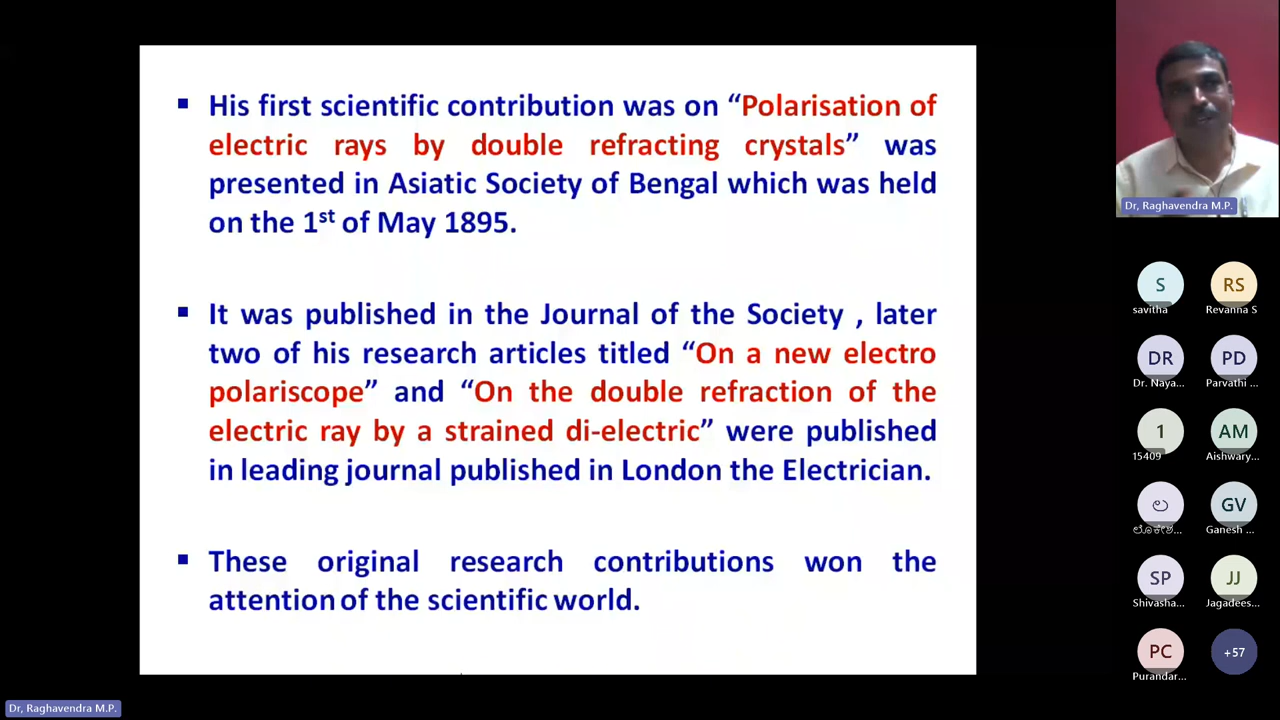 ▪ His first scientific contribution was on “Polarisation of
electric rays by double refracting crystals” was
presented in Asiatic Society of Bengal which was held
on the 1st of May 1895.
▪ It was published in the Journal of the Society , later
two of his research articles titled “On a new electro
polariscope” and “On the double refraction of the
electric ray by a strained di-electric” were published
in leading journal published in London the Electrician.
▪ These original research contributions won the
attention of the scientific world.
Dr, Raghavendra M.P.
S RS
savitha Revanna S
DR PD
Dr. Naya... Parvathi ...
1 AM
15409 Aishwary...
ಲ GV
ಲೊಕೇಶ... Ganesh ...
SP JJ
Shivasha... Jagadees...
PC +57
Purandar...
Dr, Raghavendra M.P.